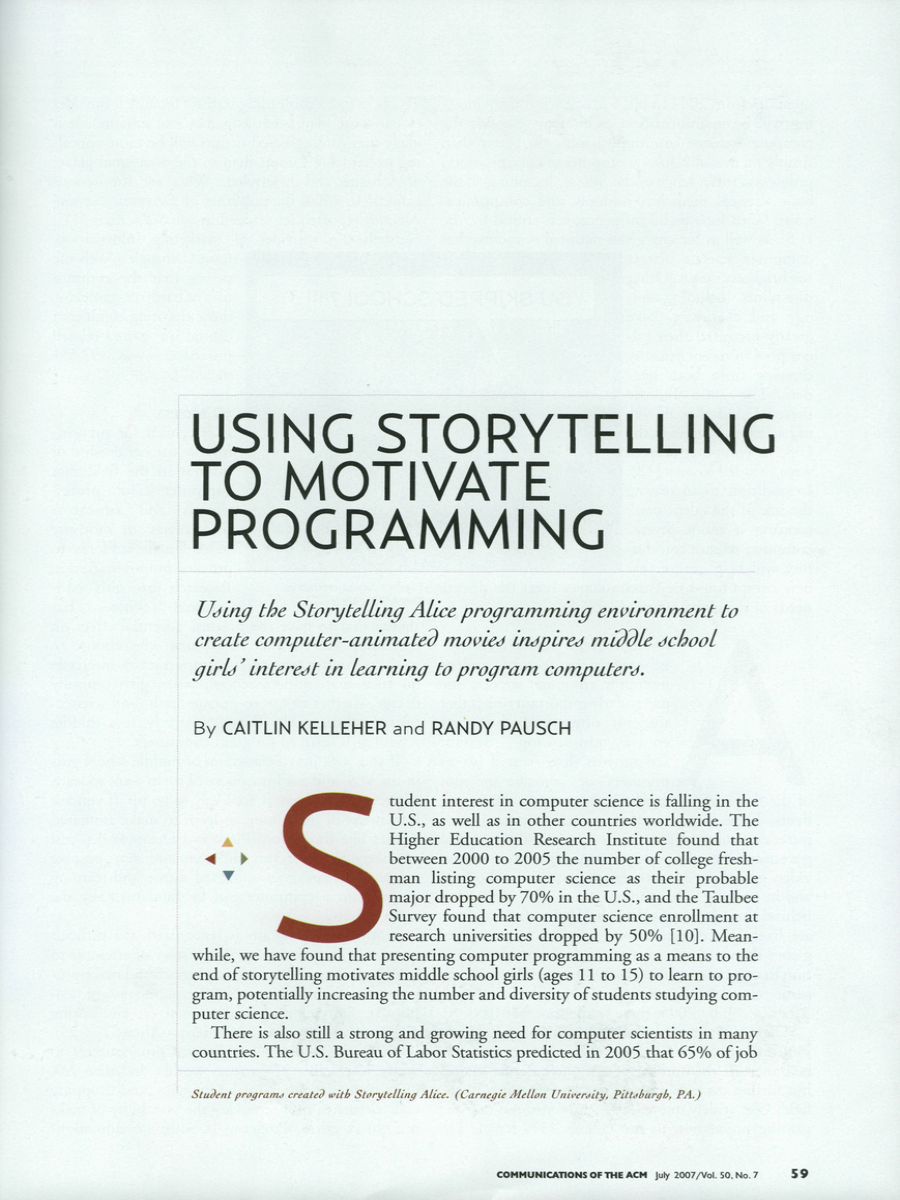 USING STORYTELLING
TO MOTIVATE
PROGRAMMING
Using the Storytelling Alice programming environment to
create computer-animated movies inspires middle school
girls' interest in learning to program computers.
By CAITLIN KELLEHER and RANDY PAUSCH
Student interest in computer science is falling in the
U.S., as well as in other countries worldwide. The
Higher Education Research Institute found that
between 2000 to 2005 the number of college fresh-
man listing computer science as their probable
major dropped by 70% in the U.S., and the Taulbee
Survey found that computer science enrollment at
research universities dropped by 50% [10]. Mean-
while, we have found that presenting computer programming as a means to the
end of storytelling motivates middle school girls (ages 11 to 15) to learn to pro-
gram, potentially increasing the number and diversity of students studying com-
puter science.
There is also still a strong and growing need for computer scientists in many
countries. The U.S. Bureau of Labor Statistics predicted in 2005 that 65% of job
Student programs created with Storytelling Alice. (Carnegie Mellon University, Pittsburgh, PA.)
COMMUNICATIONS OF THE ACM July 2007/Vol. 50, No. 7 59